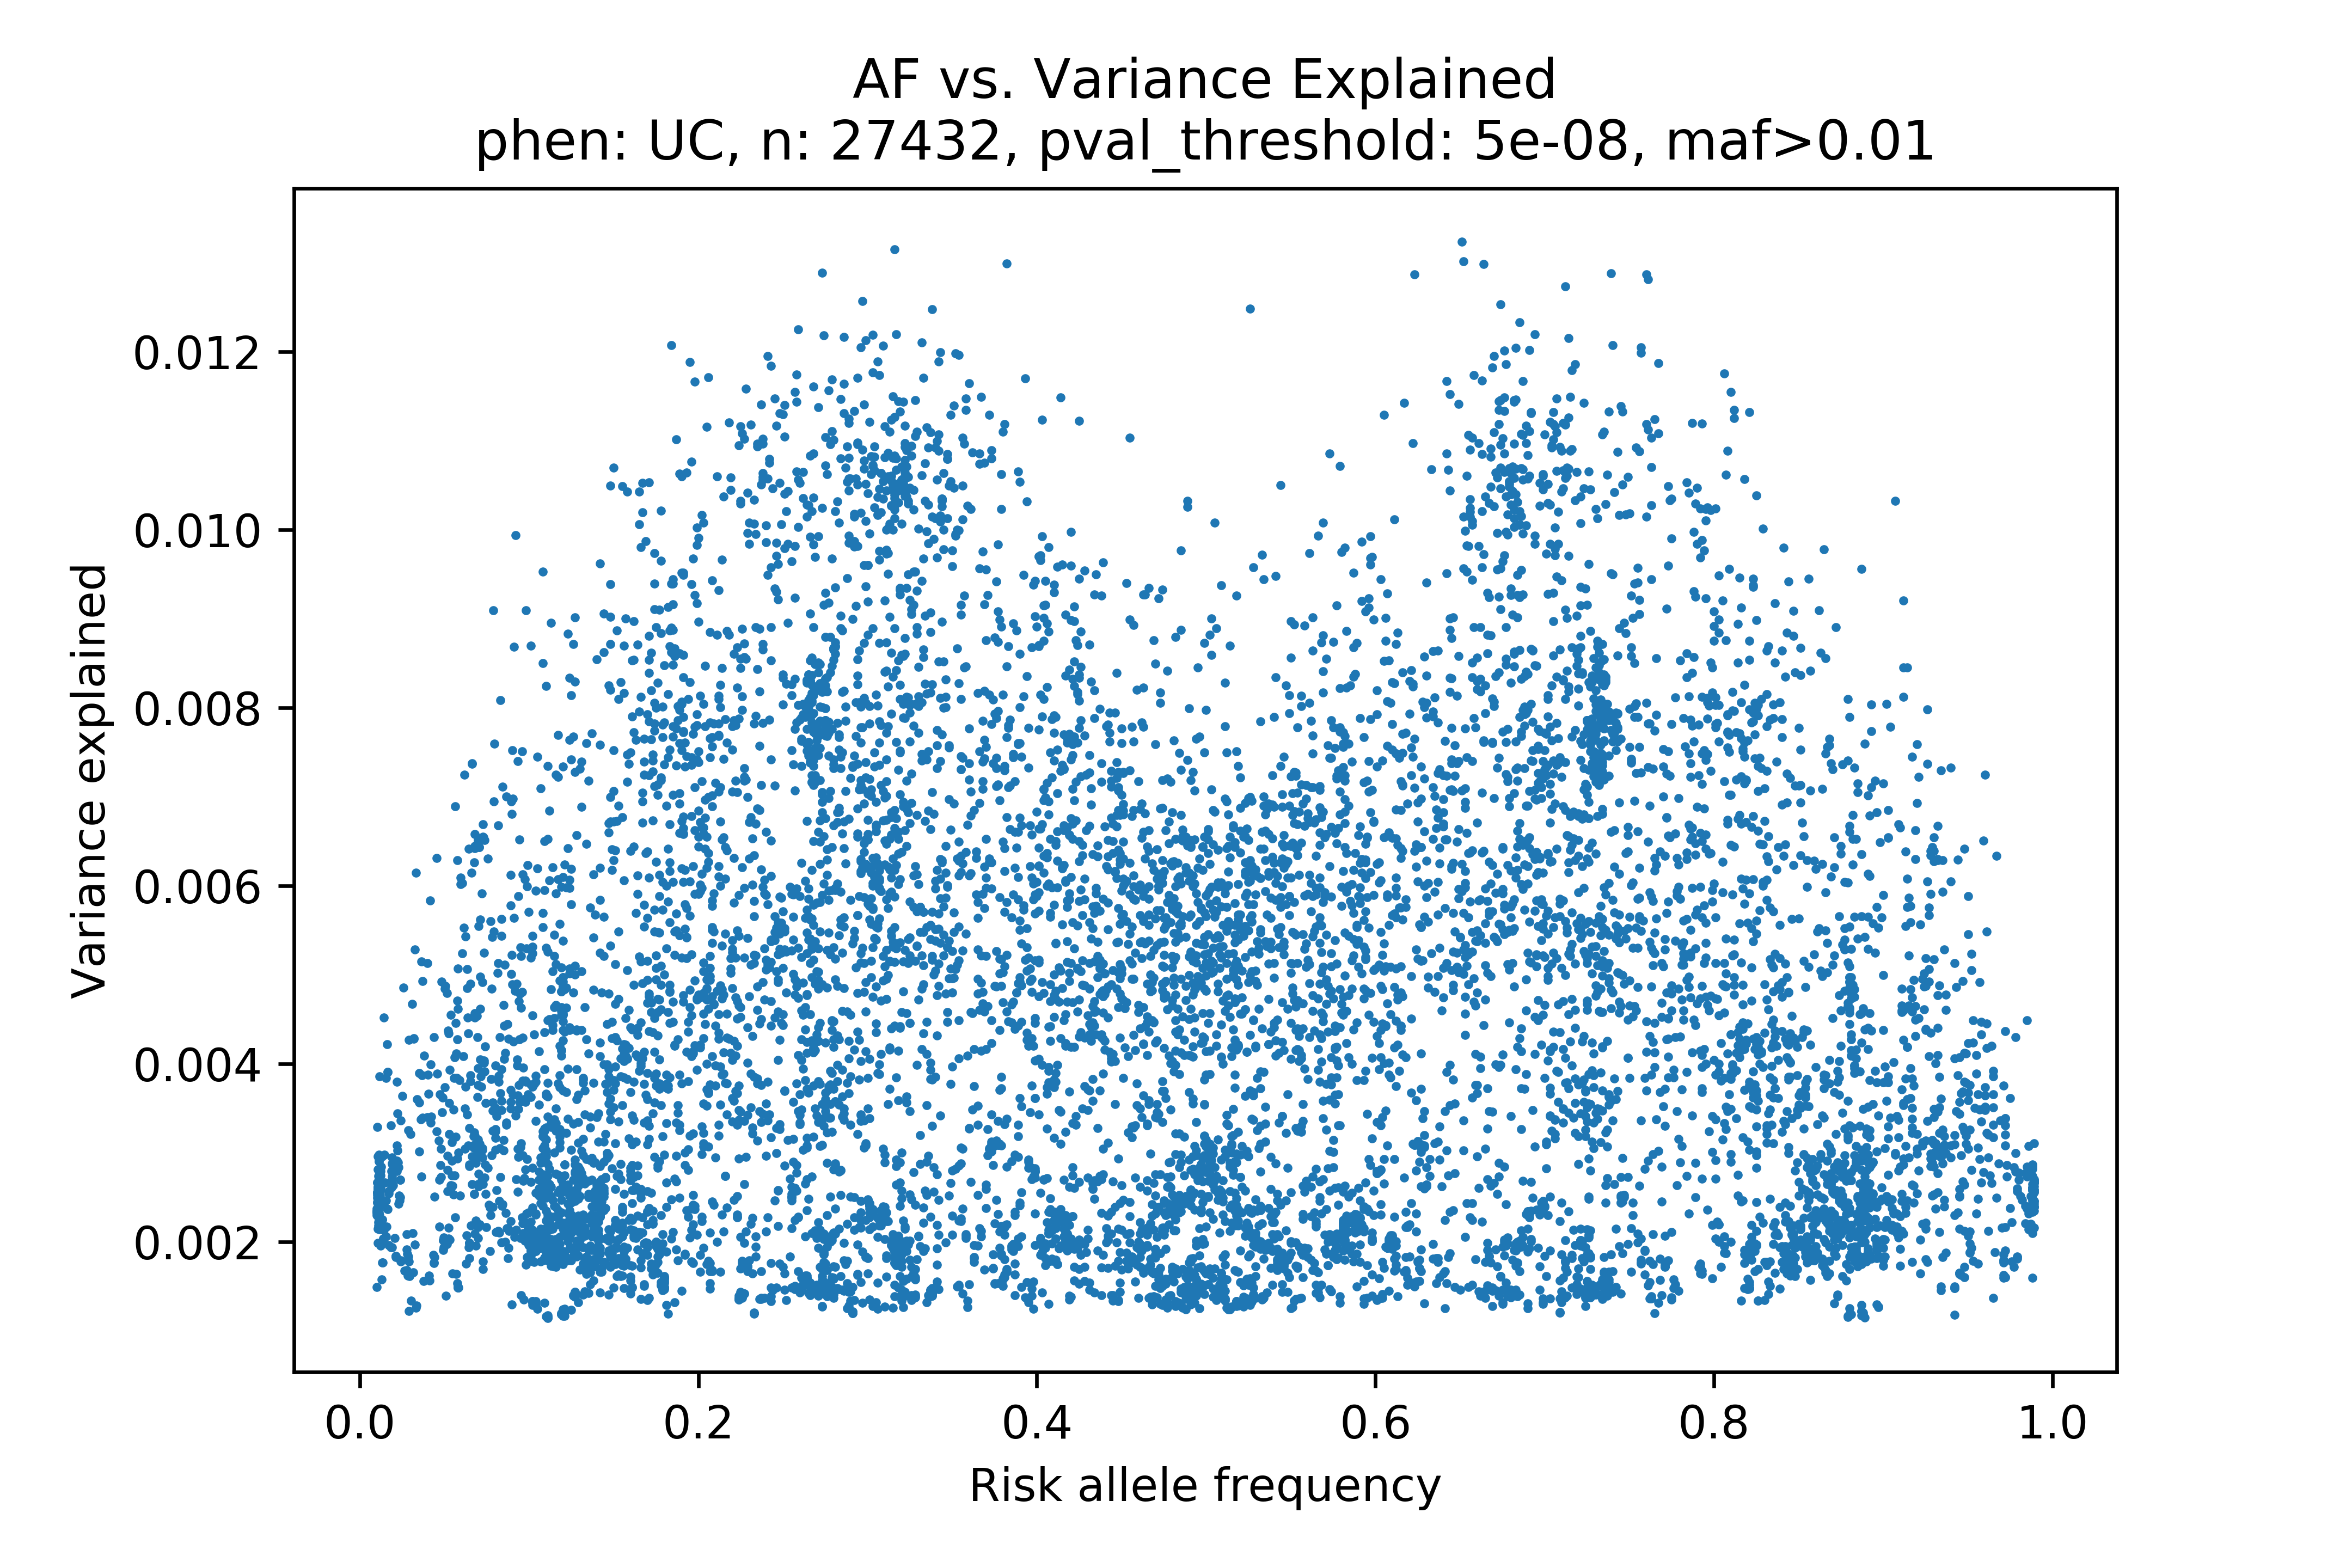 AF vs. Variance Explained
phen: UC, n: 27432, pval_threshold: 5e-08, maf>0.01
Variance explained
0.012
0.010
0.008
0.006
0.004
0.002
0.0 0.2 0.4 0.6 0.8 1.0
Risk allele frequency